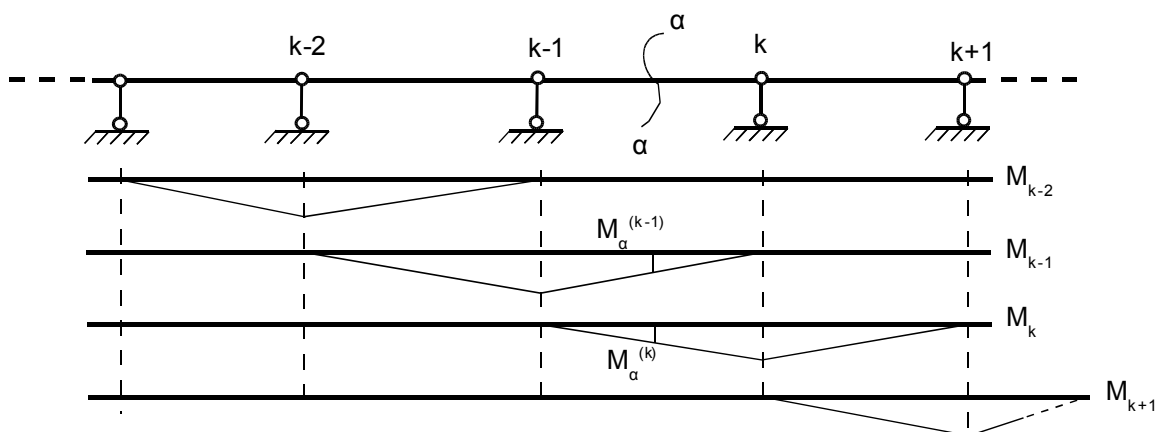 α
k-2
k-1
k
k+1
α
M_{k-2}
M_α^{(k-1)}
M_{k-1}
M_k
M_α^{(k)}
M_{k+1}